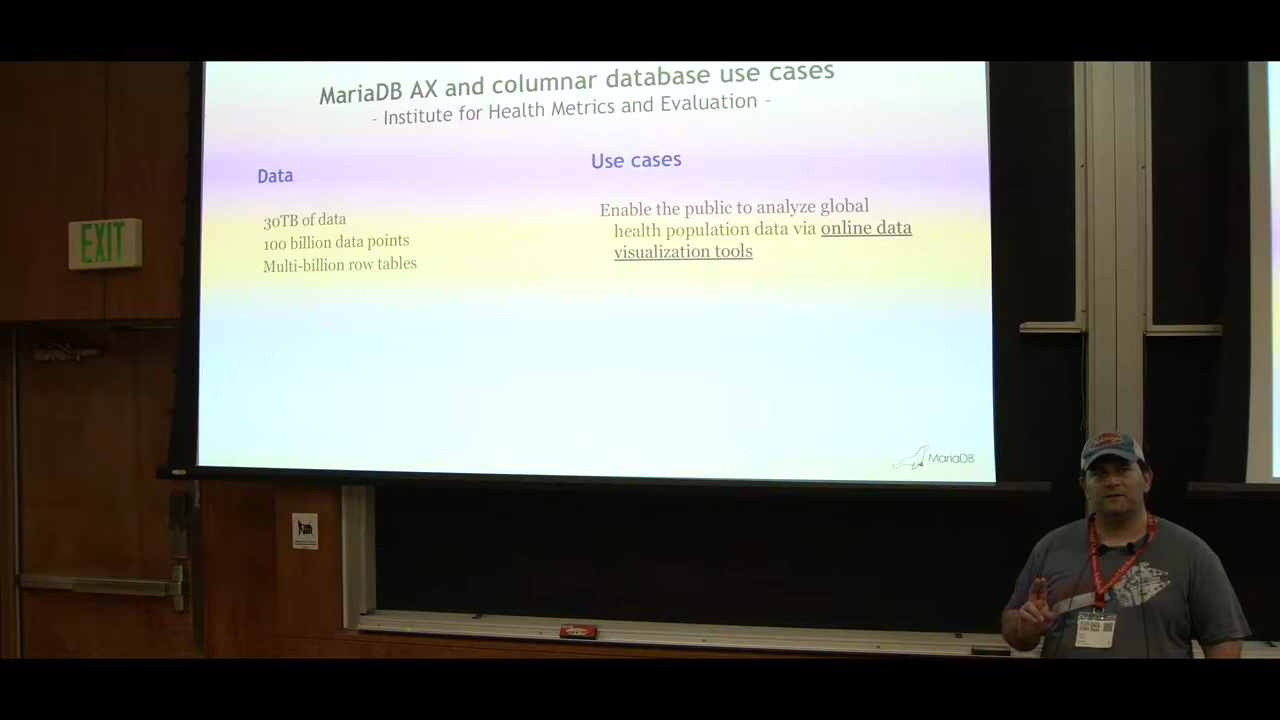 MariaDB AX and columnar database use cases
- Institute for Health Metrics and Evaluation -
Data
30TB of data
100 billion data points
Multi-billion row tables
Use cases
Enable the public to analyze global
health population data via online data
visualization tools
MariaDB
EXIT